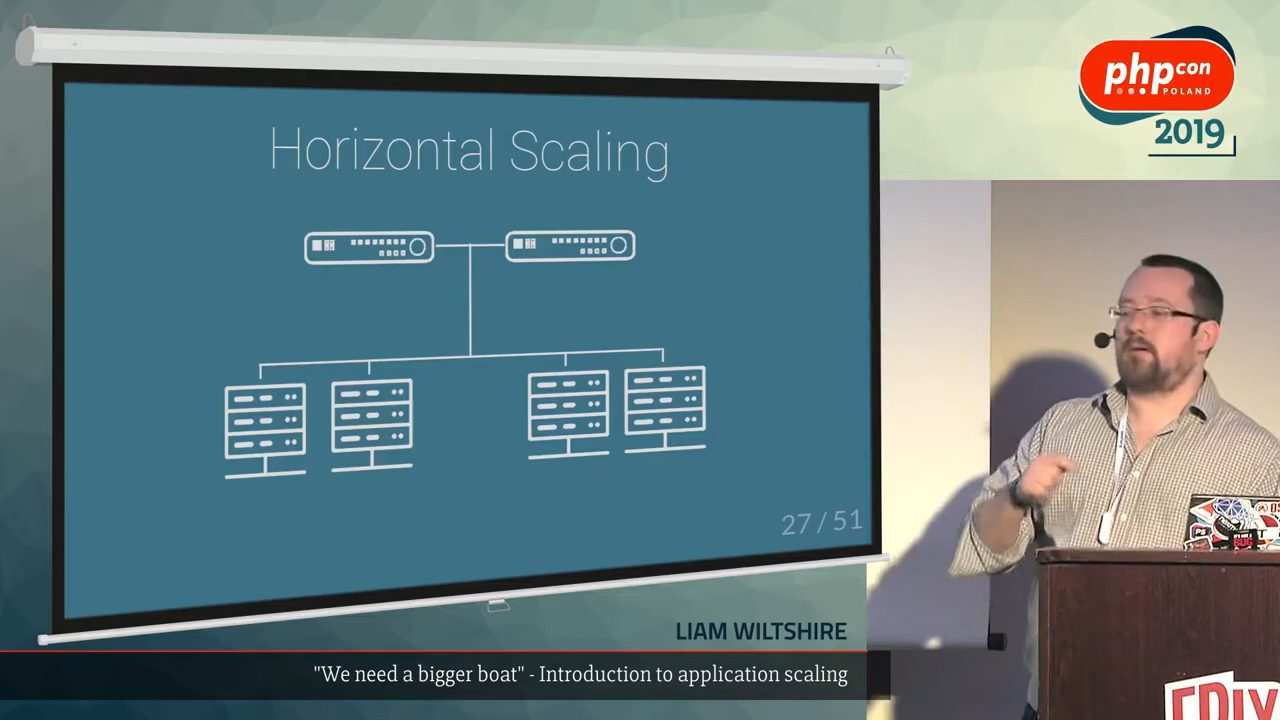 Horizontal Scaling
27 / 51
php con
POLAND
2019
LIAM WILTSHIRE
"We need a bigger boat" - Introduction to application scaling